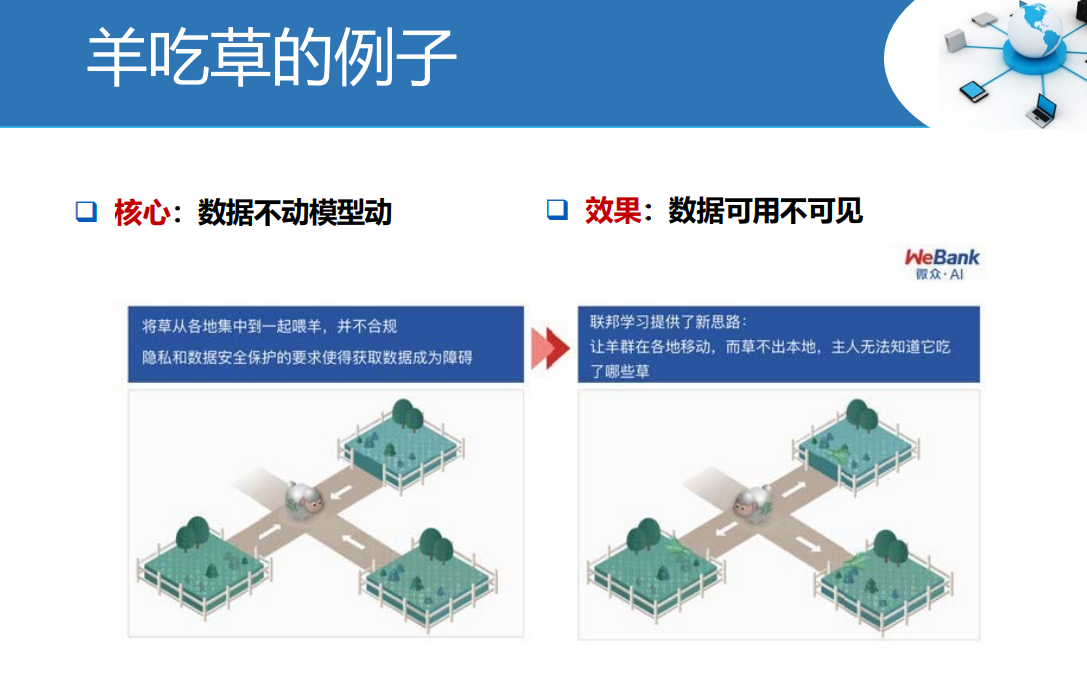 羊吃草的例子
核心：数据不动模型动
效果：数据可用不可见
WeBank
微众·AI
将草从各地集中到一起喂羊，并不合规
隐私和数据安全保护的要求使得获取数据成为障碍
联邦学习提供了新思路：
让羊群在各地移动，而草不出本地，主人无法知道它吃
了哪些草